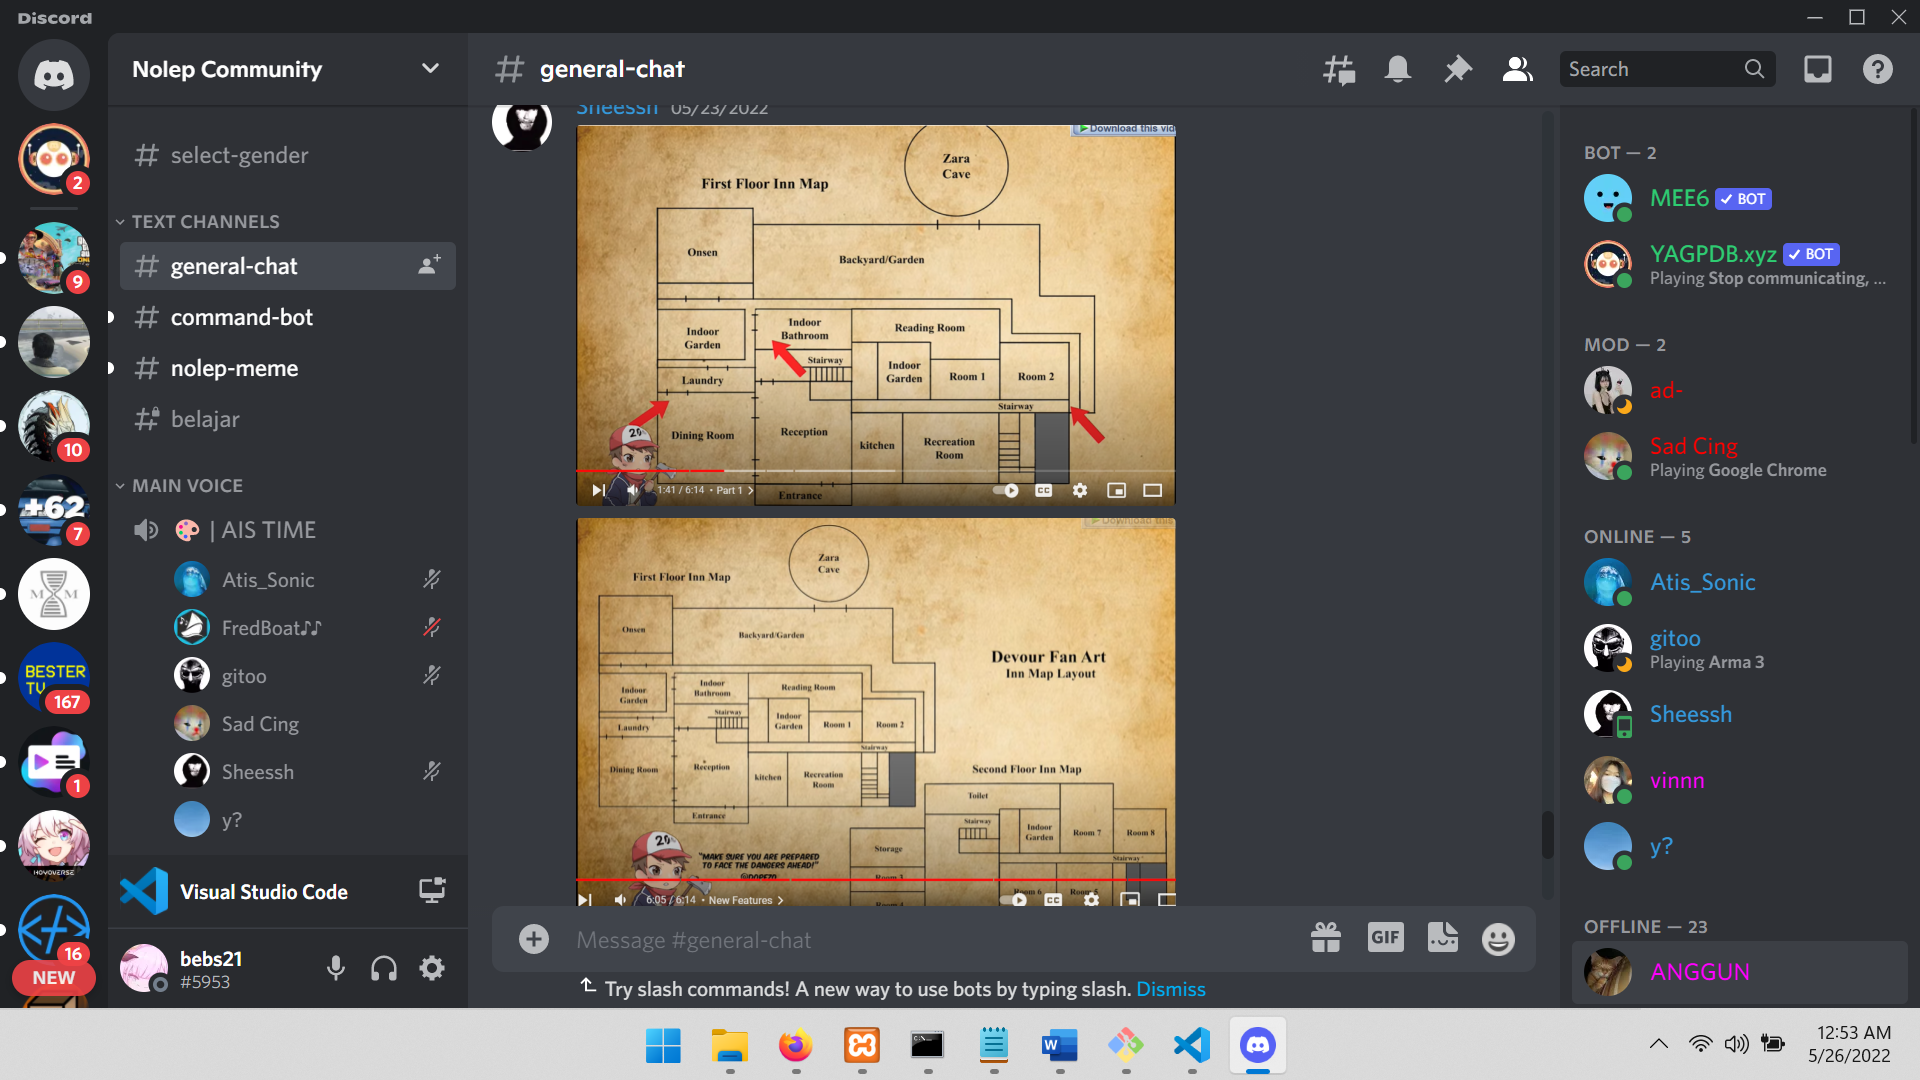 Discord
Nolep Community
general-chat
Search
select-gender
TEXT CHANNELS
general-chat
command-bot
nolep-meme
belajar
MAIN VOICE
| AIS TIME
Atis_Sonic
FredBoat♪♪
gitoo
Sad Cing
Sheessh
y?
Visual Studio Code
bebs21
#5953
2
9
10
+62
7
M M
BESTER
TV
167
1
HOYOVERSE
16
NEW
Sheessh 05/23/2022
Download this vid
Zara
Cave
First Floor Inn Map
Onsen
Backyard/Garden
Indoor
Garden
Indoor
Bathroom
Reading Room
Stairway
Laundry
Indoor
Garden
Room 1
Room 2
Stairway
Dining Room
Reception
kitchen
Recreation
Room
20
1:41 / 6:14 • Part 1
CC
Entrance
Download this
Zara
Cave
First Floor Inn Map
Onsen
Backyard/Garden
Devour Fan Art
Inn Map Layout
Indoor
Garden
Indoor
Bathroom
Reading Room
Stairway
Laundry
Indoor
Garden
Room 1
Room 2
Stairway
Dining Room
Reception
kitchen
Recreation
Room
Entrance
Second Floor Inn Map
Toilet
Stairway
Indoor
Garden
Room 7
Room 8
Storage
Stairway
Room 3
Room 6
Room 5
Room 4
20
"MAKE SURE YOU ARE PREPARED
TO FACE THE DANGERS AHEAD!"
6:05 / 6:14 • New Features
CC
Message #general-chat
GIF
Try slash commands! A new way to use bots by typing slash. Dismiss
BOT — 2
MEE6 BOT
YAGPDB.xyz BOT
Playing Stop communicating, ...
MOD — 2
ad-
Sad Cing
Playing Google Chrome
ONLINE — 5
Atis_Sonic
gitoo
Playing Arma 3
Sheessh
vinnn
y?
OFFLINE — 23
ANGGUN
12:53 AM
5/26/2022